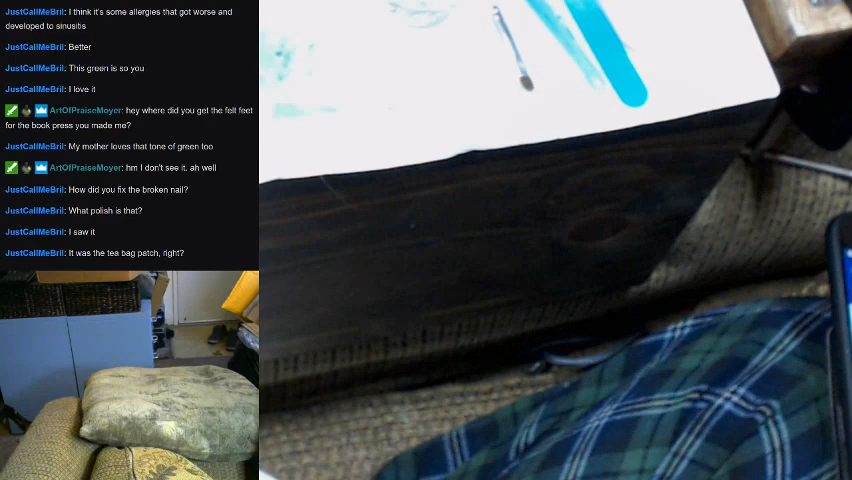 JustCallMeBril: I think it's some allergies that got worse and
developed to sinusitis
JustCallMeBril: Better
JustCallMeBril: This green is so you
JustCallMeBril: I love it
ArtOfPraiseMoyer: hey where did you get the felt feet
for the book press you made me?
JustCallMeBril: My mother loves that tone of green too
ArtOfPraiseMoyer: hm I don't see it. ah well
JustCallMeBril: How did you fix the broken nail?
JustCallMeBril: What polish is that?
JustCallMeBril: I saw it
JustCallMeBril: It was the tea bag patch, right?